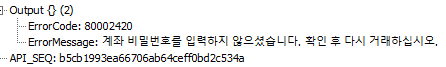 Output {} (2)
ErrorCode: 80002420
ErrorMessage: 계좌 비밀번호를 입력하지 않으셨습니다. 확인 후 다시 거래하십시오.
API_SEQ: b5cb1993ea66706ab64ceff0bd2c534a